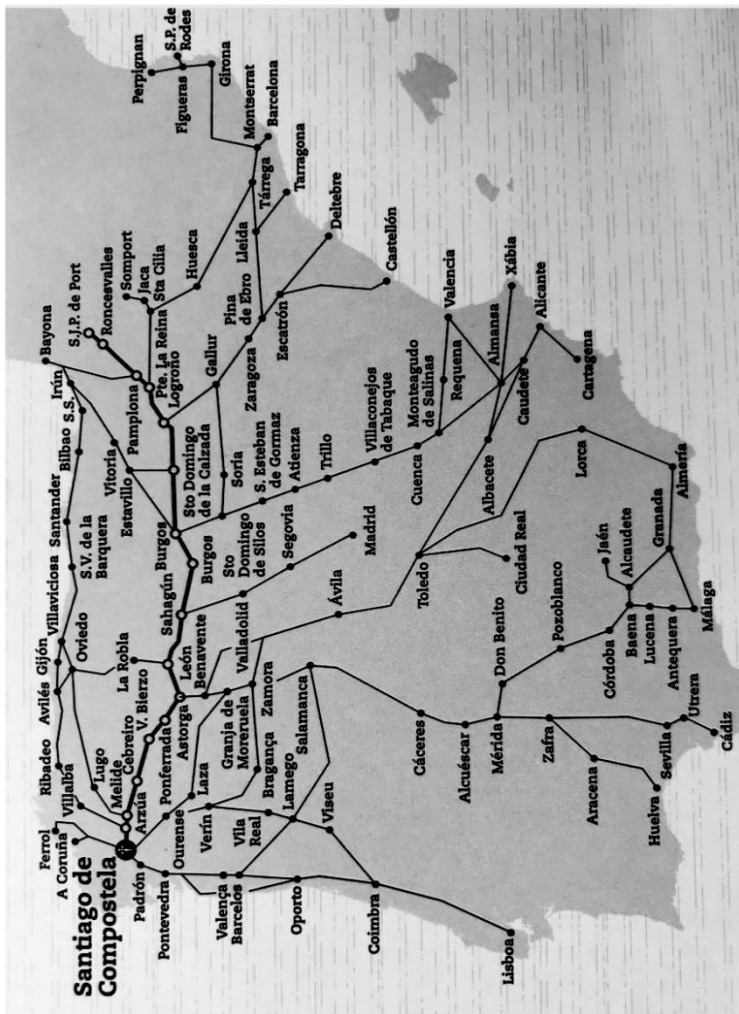 Ferrol
A Coruña
Santiago de
Compostela
Ribadeo
Villalba
Lugo
Melide
Arzúa
Cebreiro
V. Bierzo
Ponferrada
Astorga
Avilés
Gijón
Villaviciosa
Oviedo
La Robla
León
Benavente
Santander
S.V. de la
Barquera
Sahagún
Burgos
Burgos
Bilbao
S.S.
Irún
Bayona
Vitoria
Estavillo
Pamplona
Pte. La Reina
Logroño
Sto Domingo
de la Calzada
S.J.P. de Port
Roncesvalles
Somport
Jaca
Sta Cilia
Huesca
Perpignan
S.P. de
Rodes
Figueras
Girona
Montserrat
Barcelona
Tárrega
Tarragona
Lleida
Deltebre
Pina
de Ebro
Escatrón
Castellón
Zaragoza
Gallur
Soria
S. Esteban
de Gormaz
Atienza
Trillo
Villaconejos
de Tabaque
Cuenca
Monteagudo
de Salinas
Requena
Valencia
Almansa
Xábia
Caudete
Alicante
Cartagena
Albacete
Sto
Domingo
de Silos
Segovia
Madrid
Ávila
Toledo
Ciudad Real
Lorca
Almería
Granada
Jaén
Alcaudete
Málaga
Antequera
Lucena
Baena
Córdoba
Pozoblanco
Don Benito
Valladolid
Zamora
Granja de
Moreruela
Salamanca
Cáceres
Alcuéscar
Mérida
Zafra
Aracena
Huelva
Sevilla
Utrera
Cádiz
Padrón
Pontevedra
Ourense
Laza
Verín
Bragança
Vila
Real
Lamego
Viseu
Valença
Barcelos
Oporto
Coimbra
Lisboa